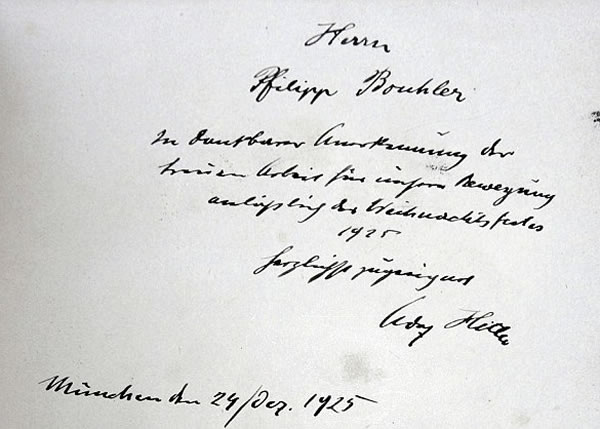 Herrn
Philipp Bouhler
In dankbarer Anerkennung der
treuen Arbeit für unsere Bewegung
anläßlich des Weihnachtsfestes
1925
herzlichst zugeeignet
Adolf Hitler
München den 24/Dez. 1925